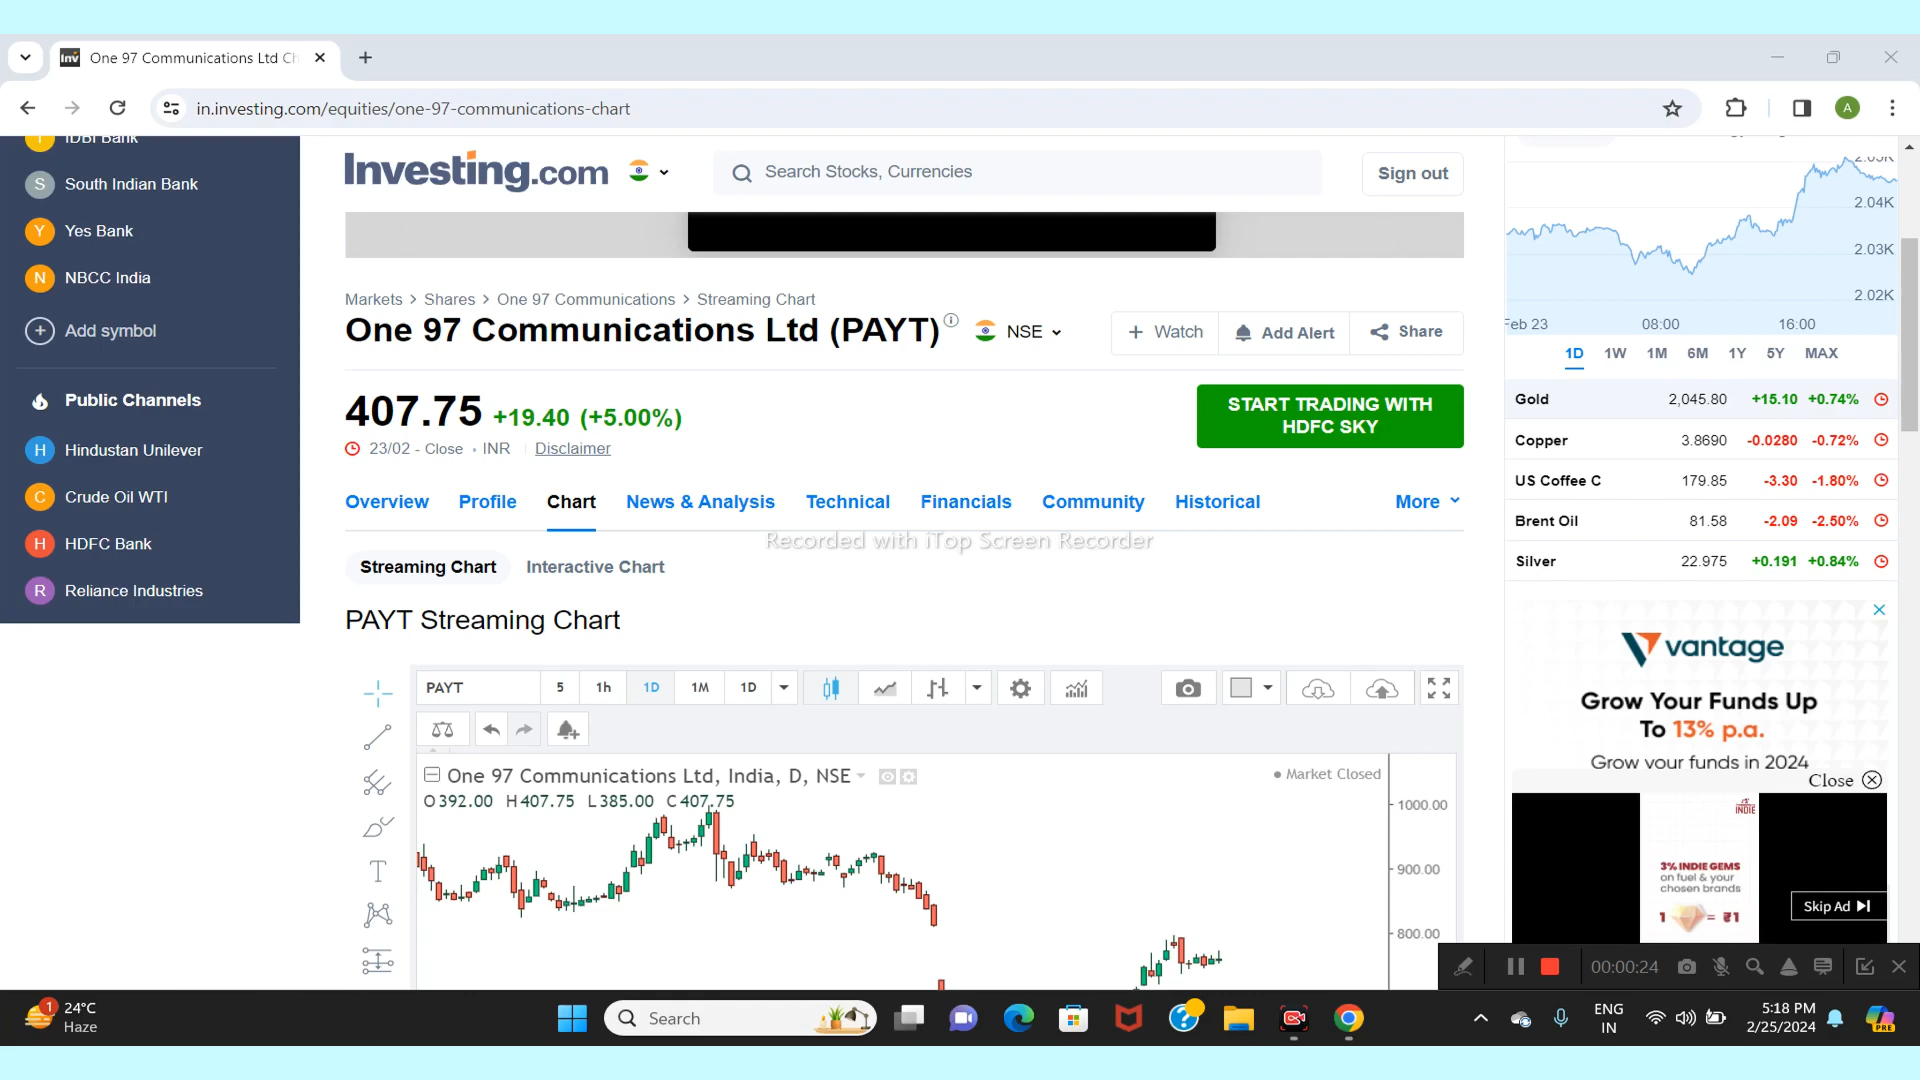 Inv One 97 Communications Ltd Ch
in.investing.com/equities/one-97-communications-chart
A
IDBI Bank
S South Indian Bank
Y Yes Bank
N NBCC India
Add symbol
Public Channels
H Hindustan Unilever
C Crude Oil WTI
H HDFC Bank
R Reliance Industries
Investing.com
Search Stocks, Currencies
Sign out
Markets > Shares > One 97 Communications > Streaming Chart
One 97 Communications Ltd (PAYT)
NSE
+ Watch
Add Alert
Share
407.75 +19.40 (+5.00%)
23/02 - Close • INR
Disclaimer
START TRADING WITH
HDFC SKY
Overview Profile Chart News & Analysis Technical Financials Community Historical More
Recorded with iTop Screen Recorder
Streaming Chart Interactive Chart
PAYT Streaming Chart
PAYT 5 1h 1D 1M 1D
One 97 Communications Ltd, India, D, NSE
Market Closed
O392.00 H407.75 L385.00 C407.75
1000.00
900.00
800.00
2.05K
2.04K
2.03K
2.02K
Feb 23 08:00 16:00
1D 1W 1M 6M 1Y 5Y MAX
Gold 2,045.80 +15.10 +0.74%
Copper 3.8690 -0.0280 -0.72%
US Coffee C 179.85 -3.30 -1.80%
Brent Oil 81.58 -2.09 -2.50%
Silver 22.975 +0.191 +0.84%
vantage
Grow Your Funds Up
To 13% p.a.
Grow your funds in 2024
Close
INDIE
3% INDIE GEMS
on fuel & your
chosen brands
1 = ₹1
Skip Ad
00:00:24
1
24°C
Haze
Search
ENG
IN
5:18 PM
2/25/2024
PRE